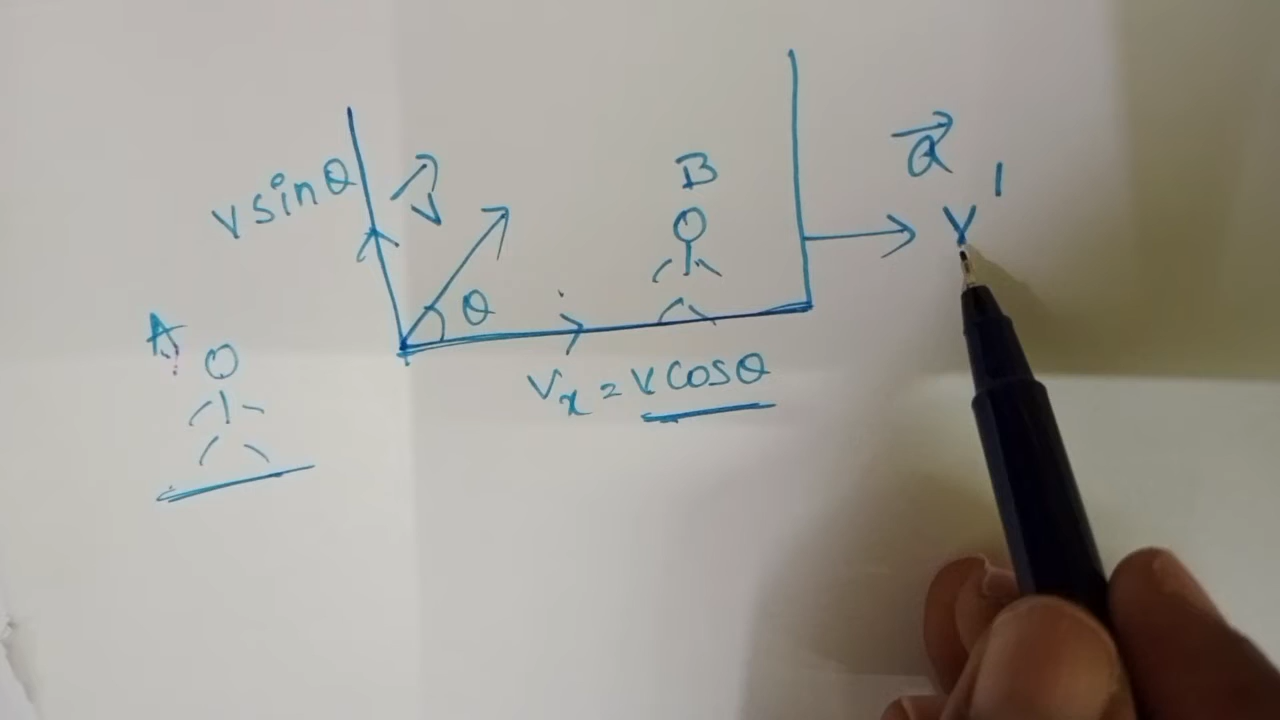 B
a⃗
v'
v sinθ
v⃗
θ
A
Vx = v cosθ